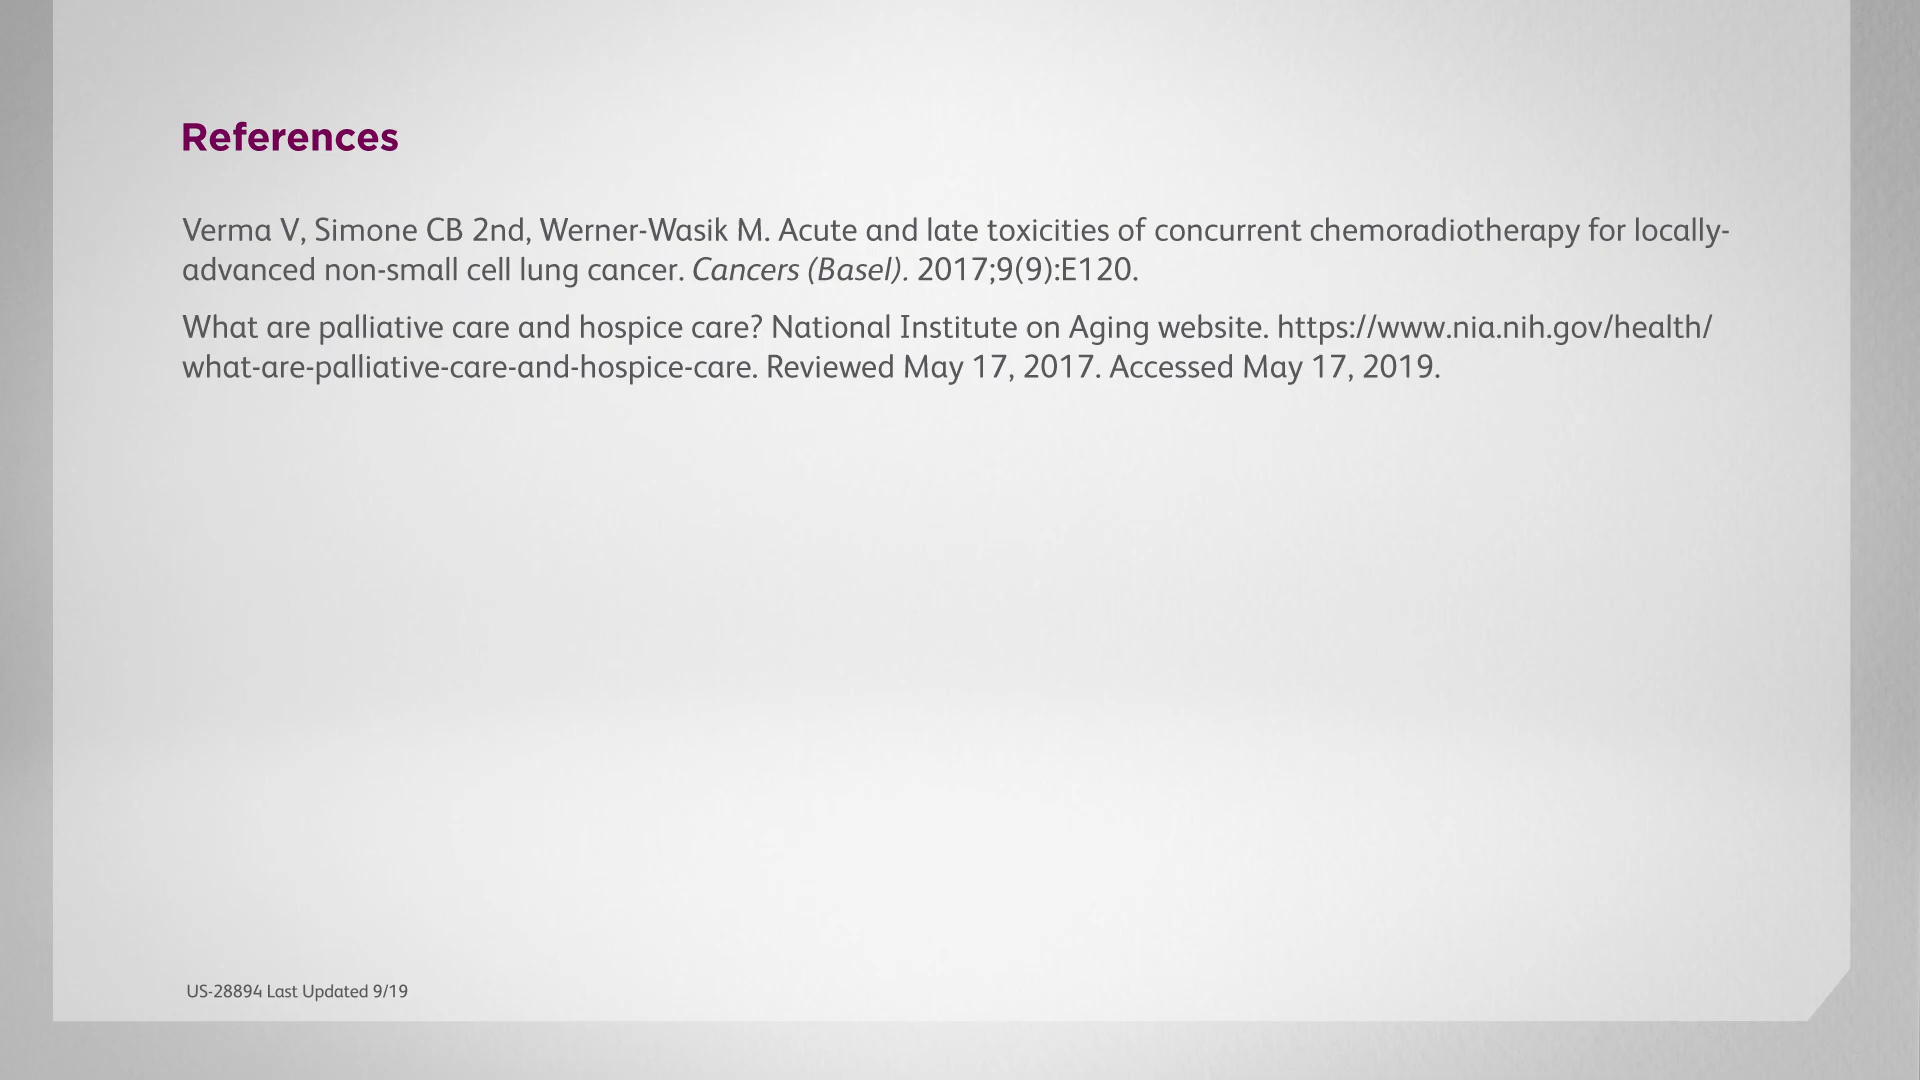 References
Verma V, Simone CB 2nd, Werner-Wasik M. Acute and late toxicities of concurrent chemoradiotherapy for locally-
advanced non-small cell lung cancer. Cancers (Basel). 2017;9(9):E120.
What are palliative care and hospice care? National Institute on Aging website. https://www.nia.nih.gov/health/
what-are-palliative-care-and-hospice-care. Reviewed May 17, 2017. Accessed May 17, 2019.
US-28894 Last Updated 9/19